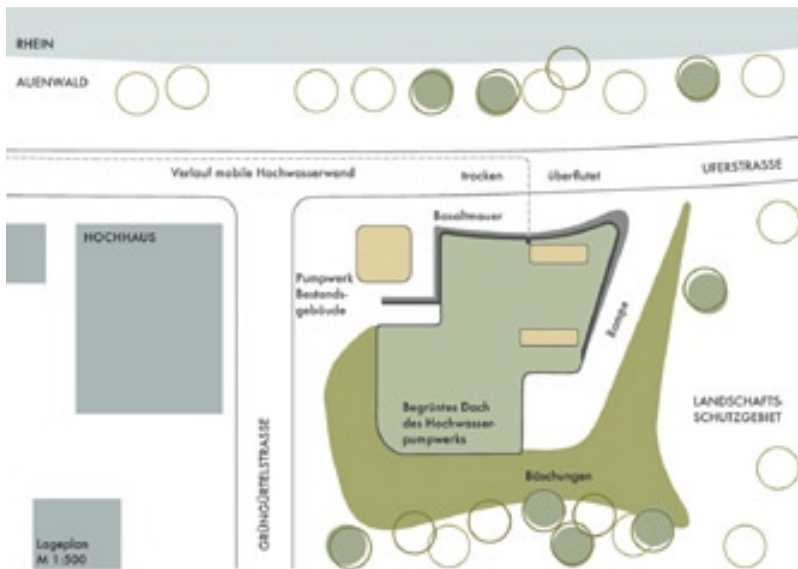 RHEIN
AUENWALD
Verlauf mobile Hochwasserwand
trocken
überflutet
UFERSTRASSE
HOCHHAUS
Basaltmauer
Pumpwerk
Bestands-
gebäude
Rampe
Begrüntes Dach
des Hochwasser-
pumpwerks
LANDSCHAFTS-
SCHUTZGEBIET
GRÜNGÜRTELSTRASSE
Böschungen
Lageplan
M 1:500